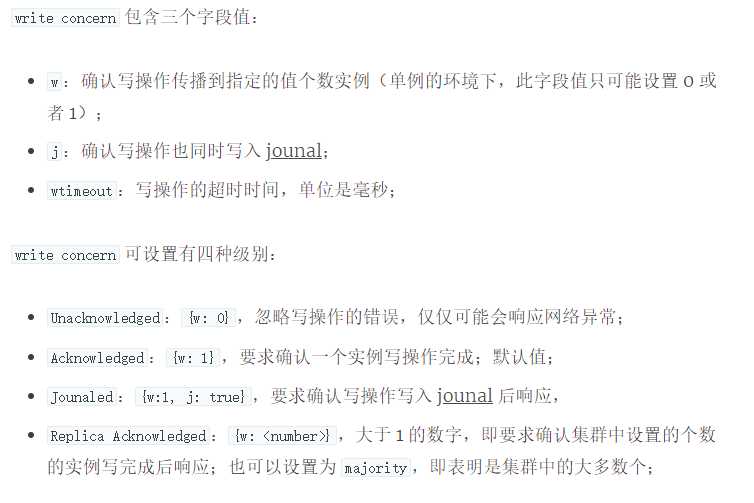 write concern 包含三个字段值：
w：确认写操作传播到指定的值个数实例（单例的环境下，此字段值只可能设置 0 或
者 1）；
j：确认写操作也同时写入 jounal；
wtimeout：写操作的超时时间，单位是毫秒；
write concern 可设置有四种级别：
Unacknowledged：{w: 0}，忽略写操作的错误，仅仅可能会响应网络异常；
Acknowledged：{w: 1}，要求确认一个实例写操作完成；默认值；
Jounaled：{w:1, j: true}，要求确认写操作写入 jounal 后响应，
Replica Acknowledged：{w: <number>}，大于 1 的数字，即要求确认集群中设置的个数
的实例写完成后响应；也可以设置为 majority，即表明是集群中的大多数个；